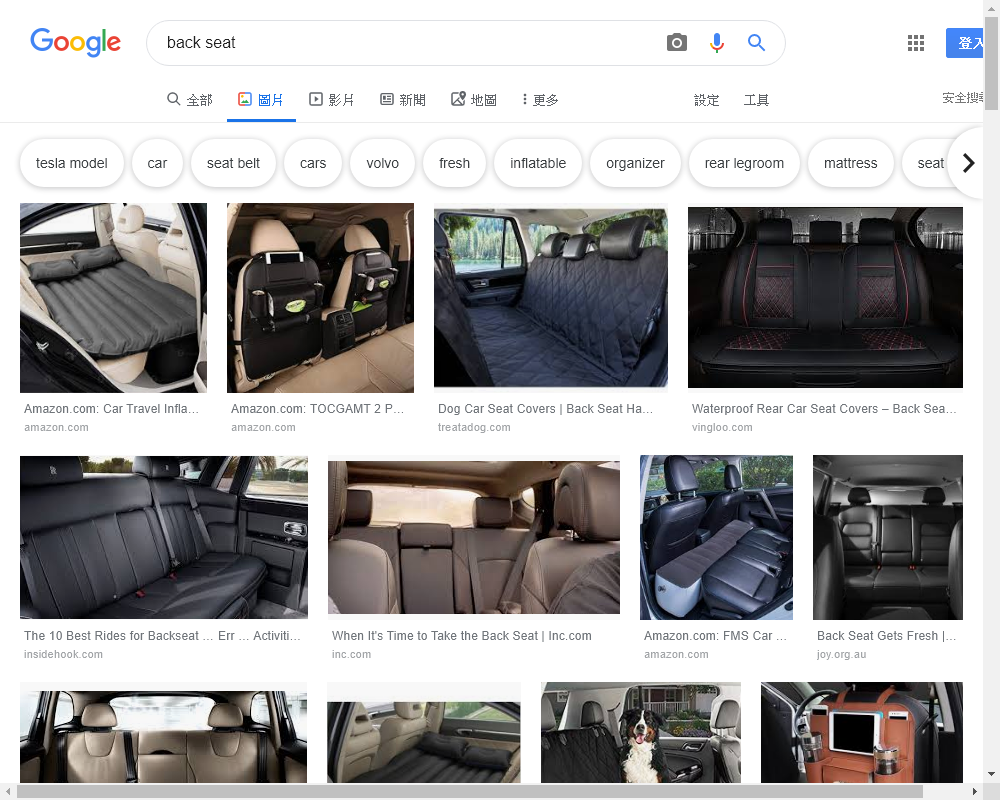 Google
back seat
登入
全部
圖片
影片
新聞
地圖
更多
設定
工具
安全搜尋
tesla model
car
seat belt
cars
volvo
fresh
inflatable
organizer
rear legroom
mattress
seat
Amazon.com: Car Travel Infla...
amazon.com
Amazon.com: TOCGAMT 2 P...
amazon.com
Dog Car Seat Covers | Back Seat Ha...
treatadog.com
Waterproof Rear Car Seat Covers – Back Sea...
vingloo.com
The 10 Best Rides for Backseat ... Err ... Activiti...
insidehook.com
When It's Time to Take the Back Seat | Inc.com
inc.com
Amazon.com: FMS Car ...
amazon.com
Back Seat Gets Fresh |...
joy.org.au